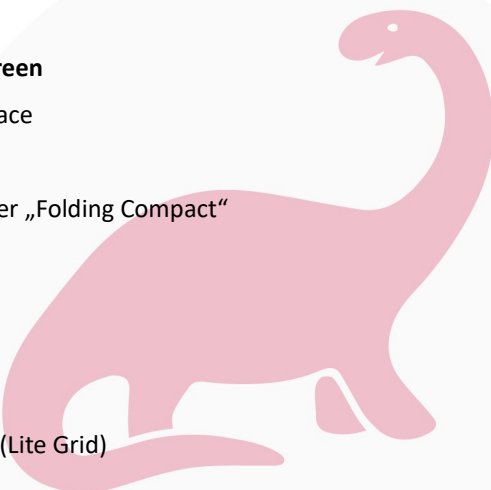 reen
ace
er „Folding Compact“
(Lite Grid)